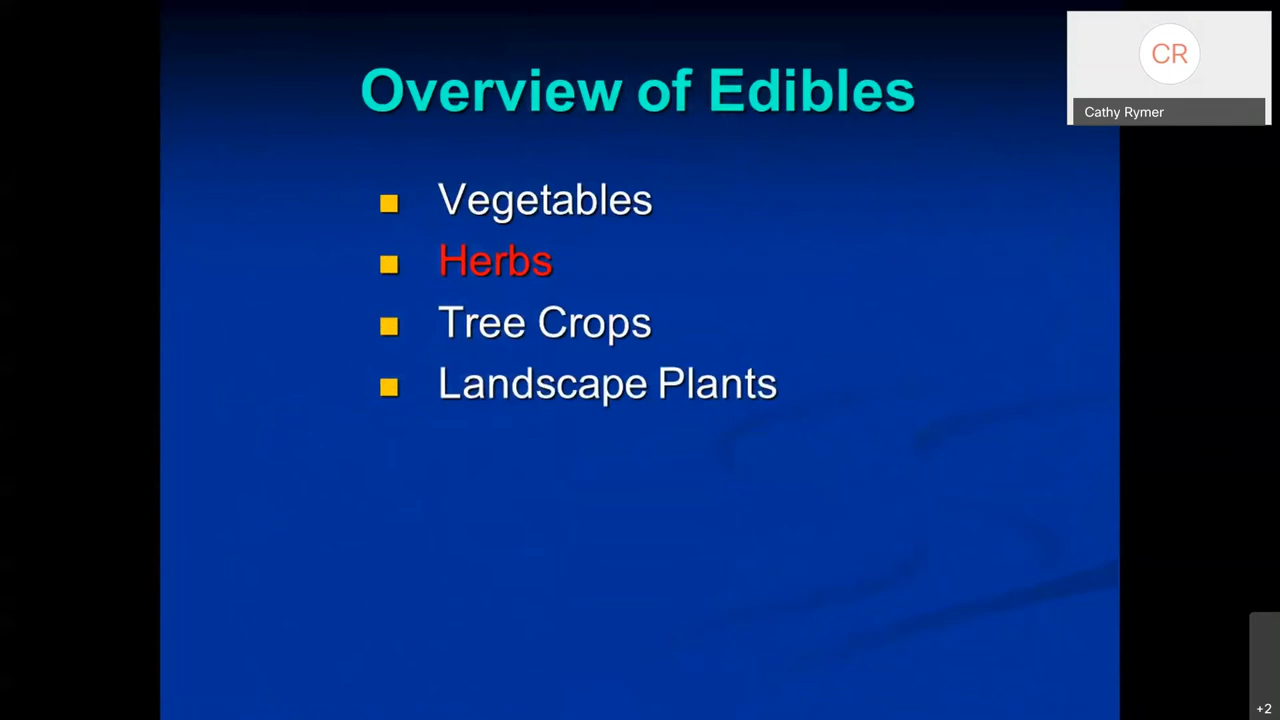 Overview of Edibles
CR
Cathy Rymer
Vegetables
Herbs
Tree Crops
Landscape Plants
+2